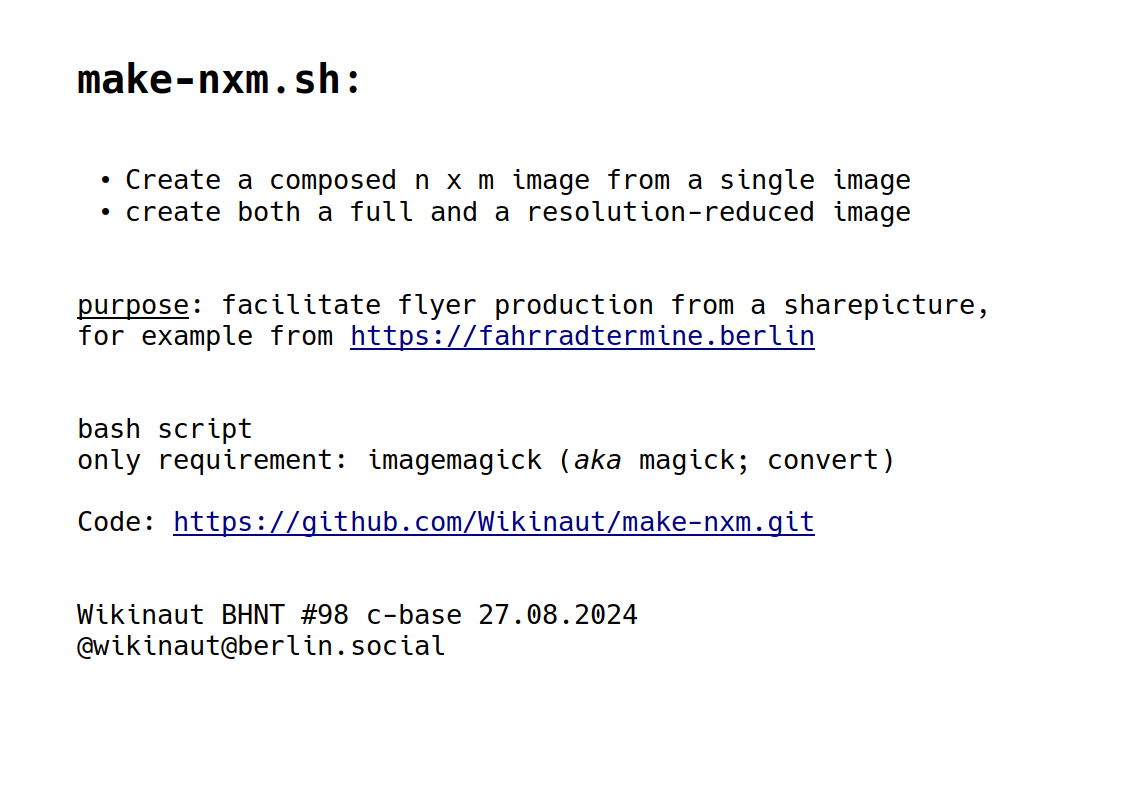 make-nxm.sh:
• Create a composed n x m image from a single image
• create both a full and a resolution-reduced image
purpose: facilitate flyer production from a sharepicture,
for example from https://fahrradtermine.berlin
bash script
only requirement: imagemagick (aka magick; convert)
Code: https://github.com/Wikinaut/make-nxm.git
Wikinaut BHNT #98 c-base 27.08.2024
@wikinaut@berlin.social